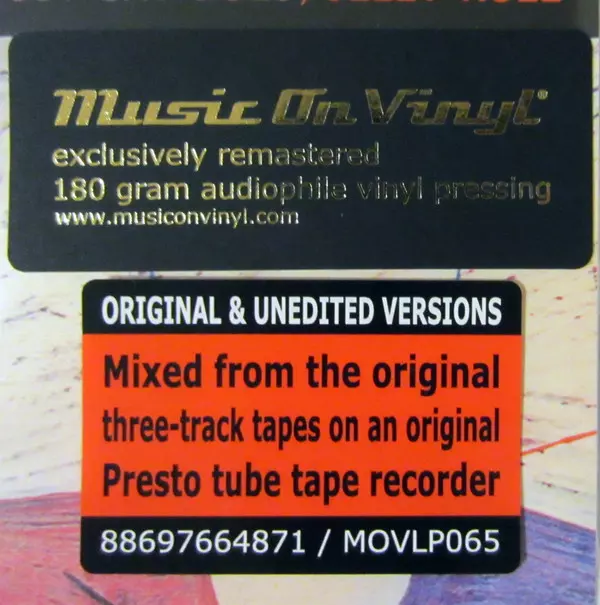 Music On Vinyl®
exclusively remastered
180 gram audiophile vinyl pressing
www.musiconvinyl.com
ORIGINAL & UNEDITED VERSIONS
Mixed from the original
three-track tapes on an original
Presto tube tape recorder
88697664871 / MOVLP065